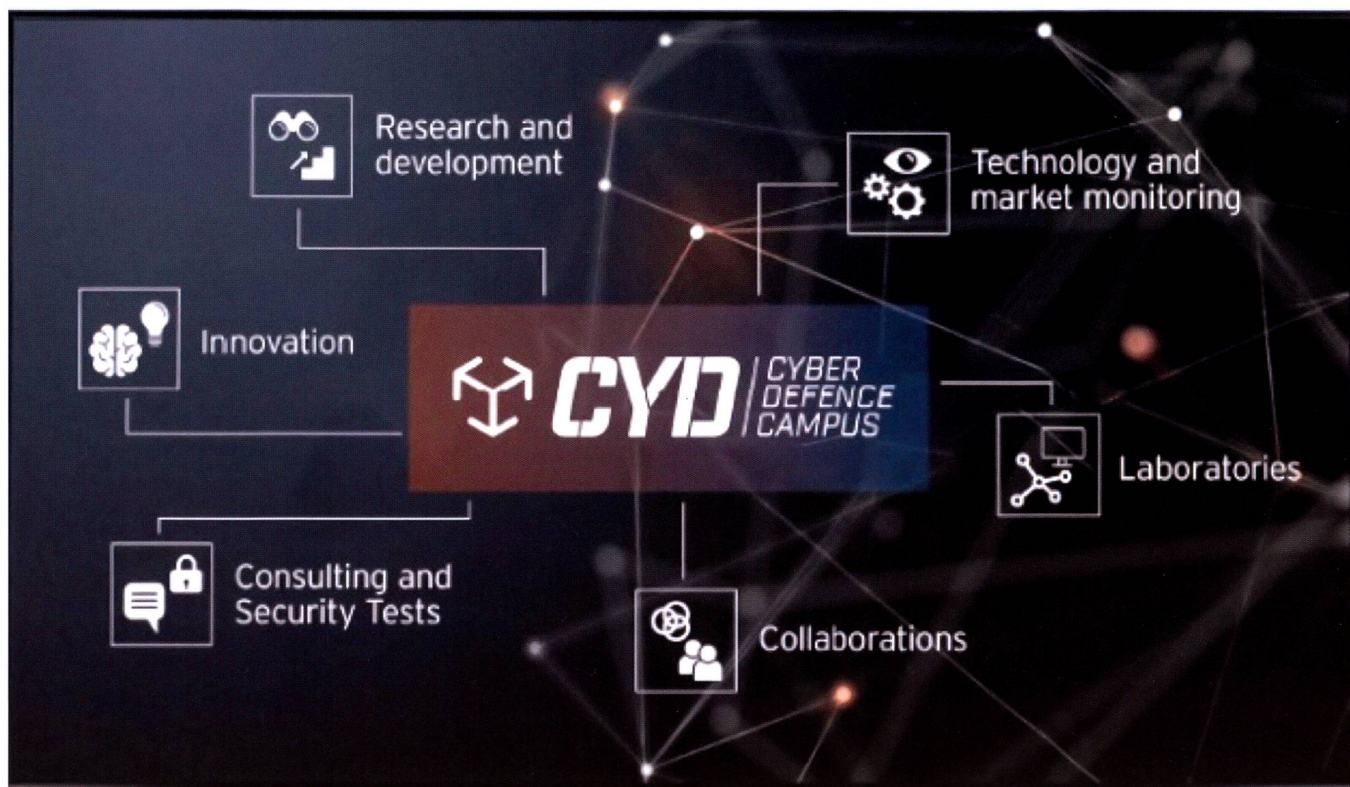 Research and
development
Technology and
market monitoring
Innovation
CYD
CYBER
DEFENCE
CAMPUS
Laboratories
Consulting and
Security Tests
Collaborations